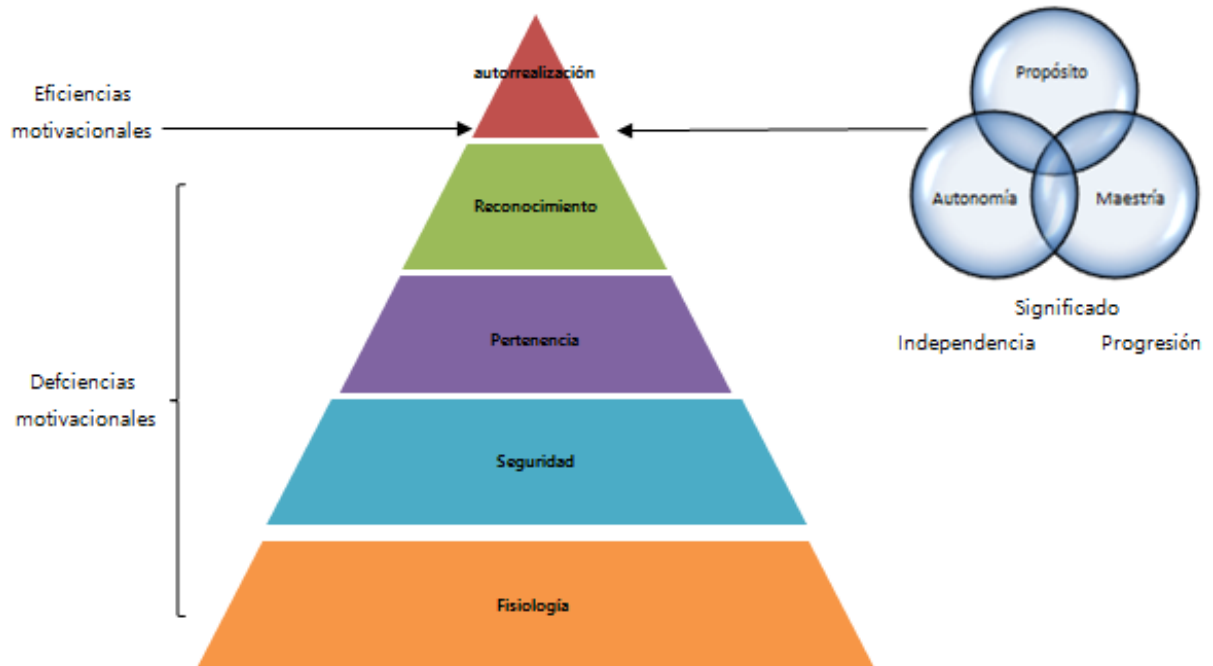 autorrealización
Eficiencias
motivacionales
Reconocimiento
Pertenencia
Defciencias
motivacionales
Seguridad
Fisiología
Propósito
Autonomía
Maestría
Significado
Independencia
Progresión